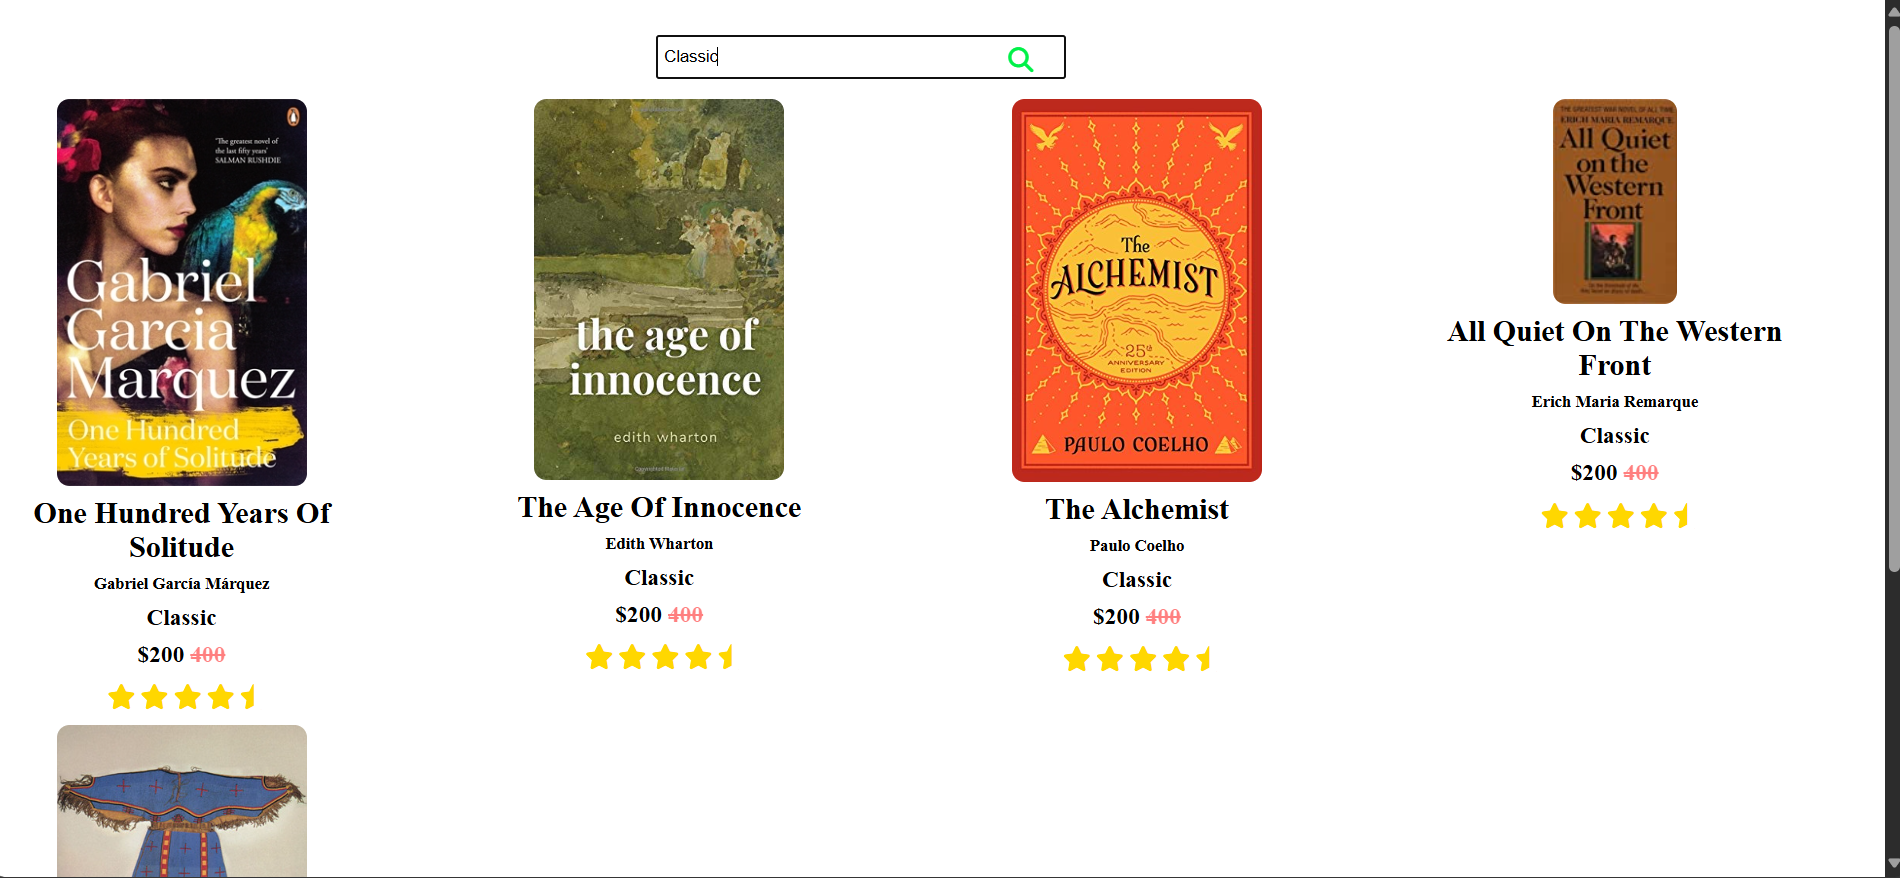 Classic
'The greatest novel of
the last fifty years'
SALMAN RUSHDIE
Gabriel
Garcia
Marquez
One Hundred
Years of Solitude
One Hundred Years Of
Solitude
Gabriel García Márquez
Classic
$200 400
the age of
innocence
edith wharton
Copyrighted Material
The Age Of Innocence
Edith Wharton
Classic
$200 400
The
ALCHEMIST
25th
ANNIVERSARY
EDITION
PAULO COELHO
The Alchemist
Paulo Coelho
Classic
$200 400
THE GREATEST WAR NOVEL OF ALL TIME
ERICH MARIA REMARQUE
All Quiet
on the
Western
Front
All Quiet On The Western
Front
Erich Maria Remarque
Classic
$200 400